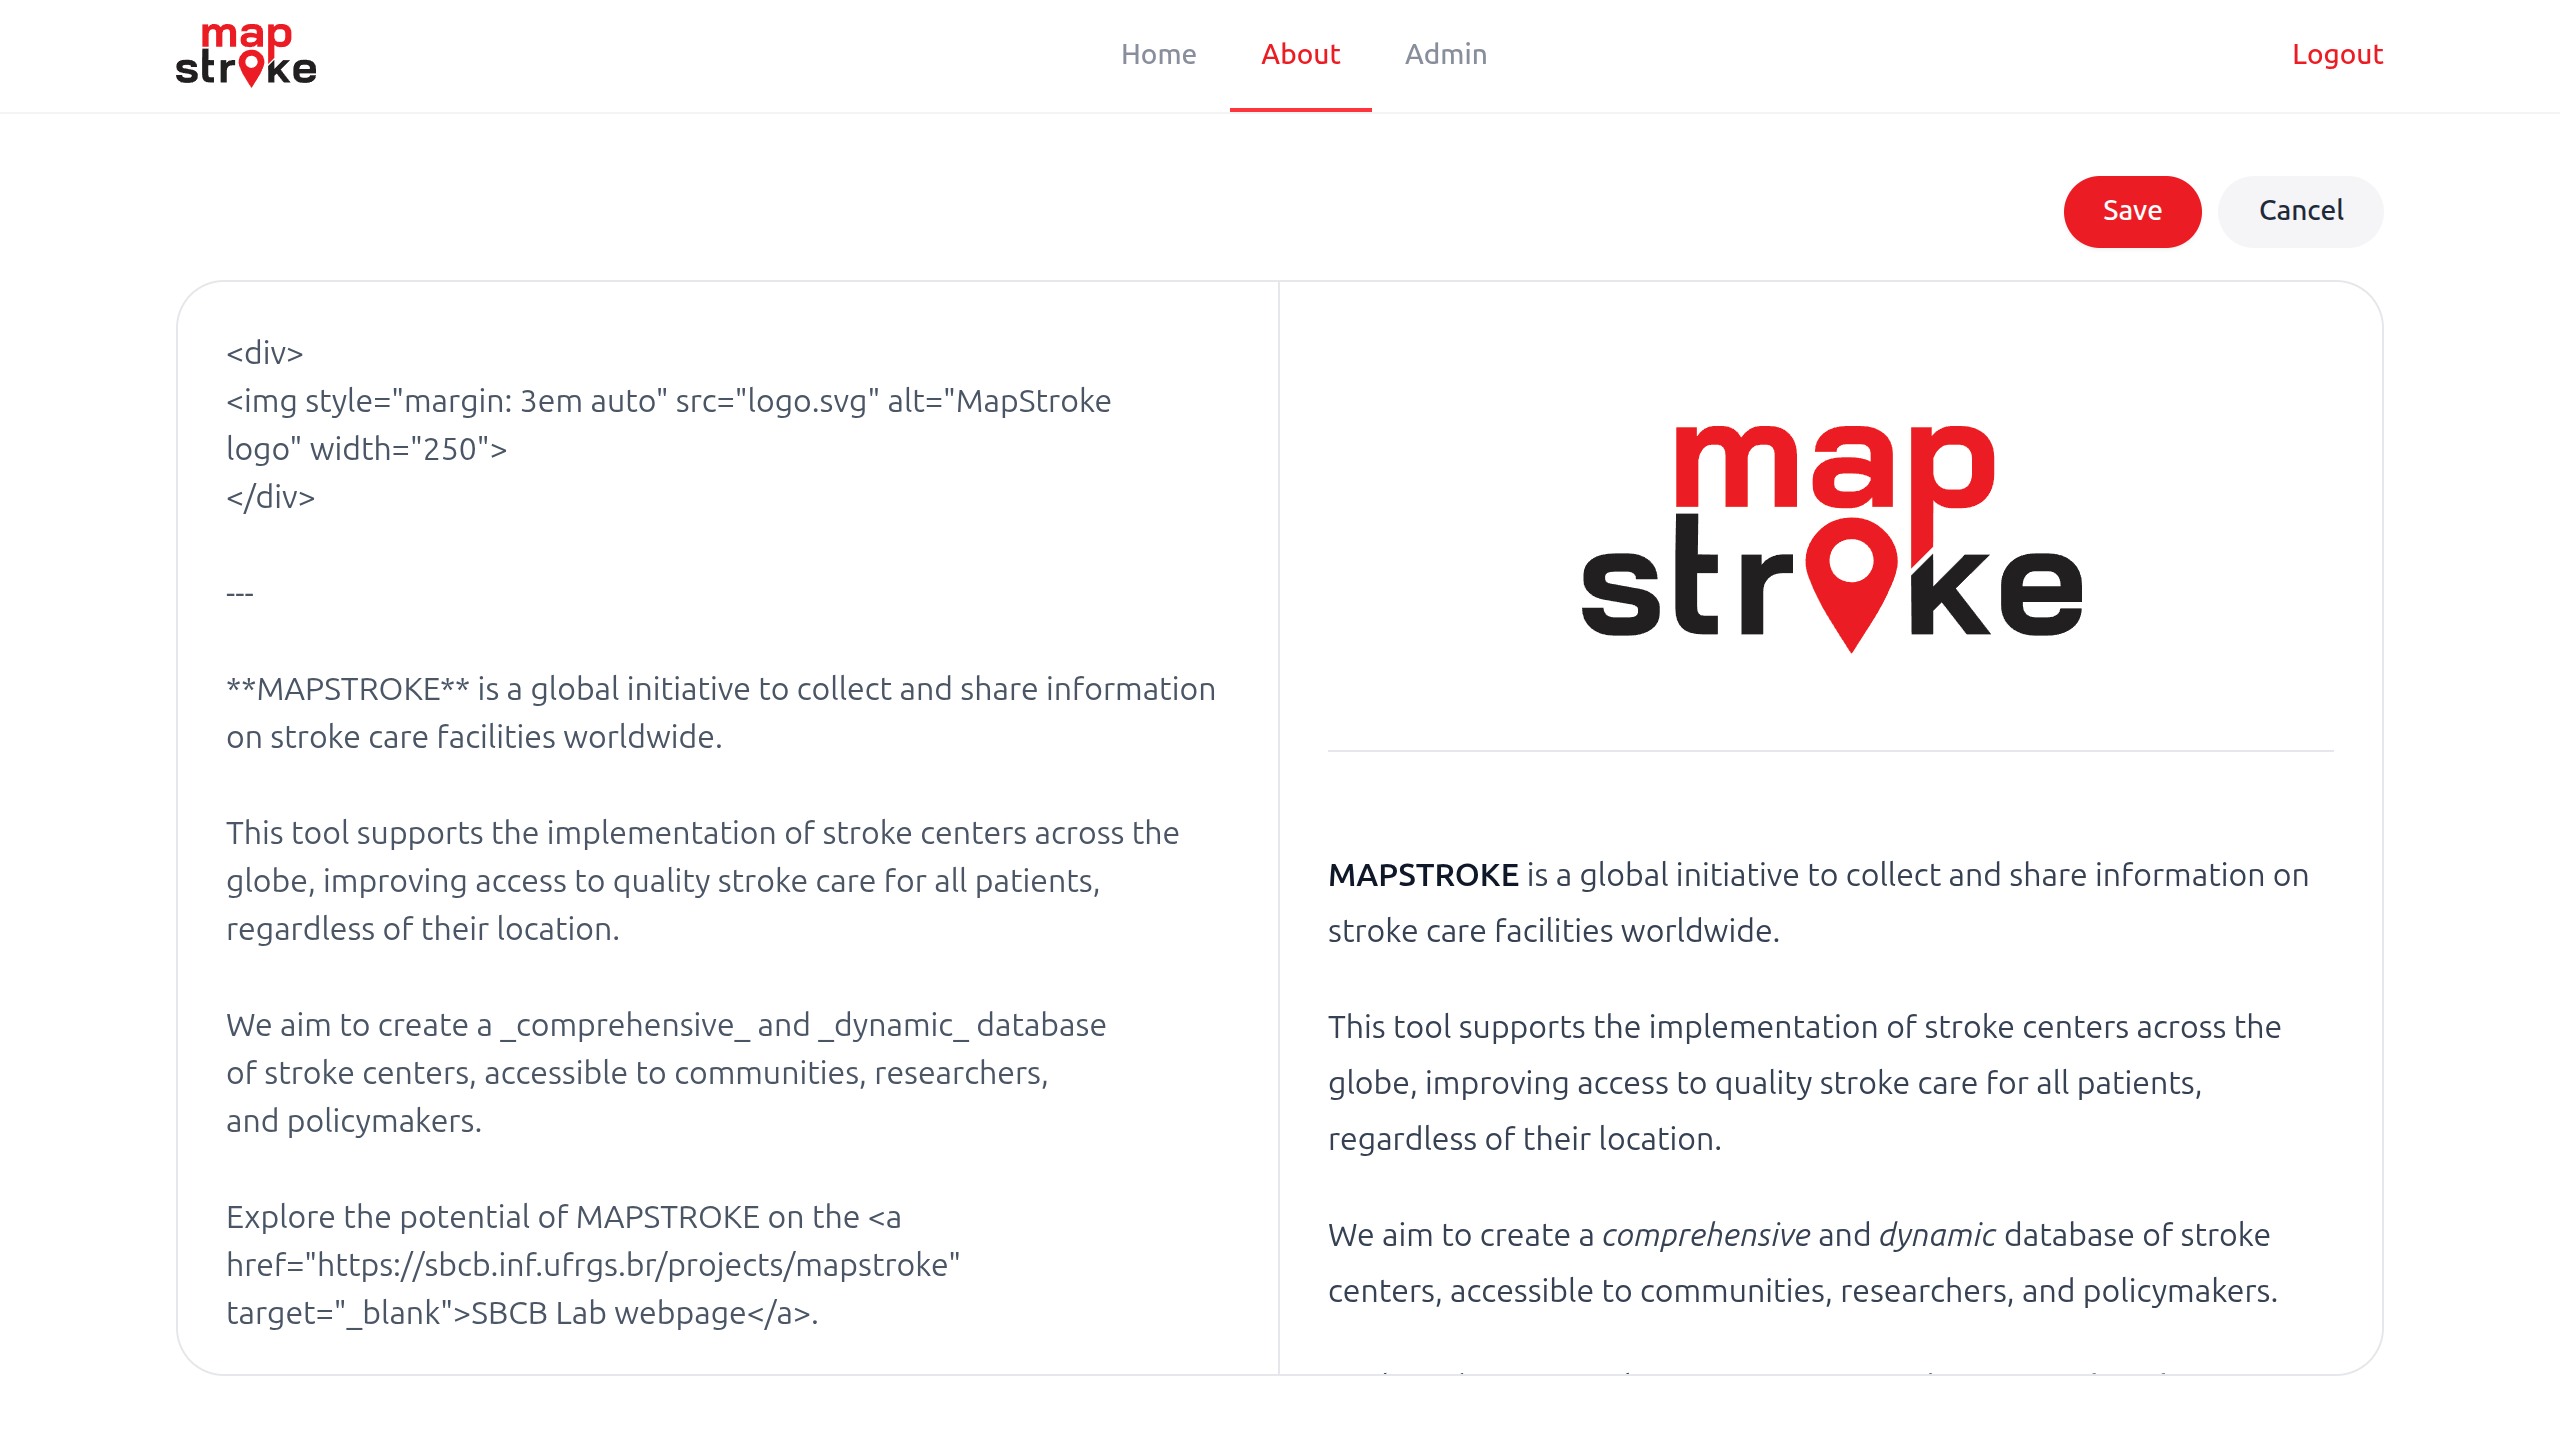 map
stroke
Home
About
Admin
Logout
Save
Cancel
<div>
<img style="margin: 3em auto" src="logo.svg" alt="MapStroke
logo" width="250">
</div>
---
**MAPSTROKE** is a global initiative to collect and share information
on stroke care facilities worldwide.
This tool supports the implementation of stroke centers across the
globe, improving access to quality stroke care for all patients,
regardless of their location.
We aim to create a _comprehensive_ and _dynamic_ database
of stroke centers, accessible to communities, researchers,
and policymakers.
Explore the potential of MAPSTROKE on the <a
href="https://sbcb.inf.ufrgs.br/projects/mapstroke"
target="_blank">SBCB Lab webpage</a>.
map
stroke
MAPSTROKE is a global initiative to collect and share information on
stroke care facilities worldwide.
This tool supports the implementation of stroke centers across the
globe, improving access to quality stroke care for all patients,
regardless of their location.
We aim to create a comprehensive and dynamic database of stroke
centers, accessible to communities, researchers, and policymakers.